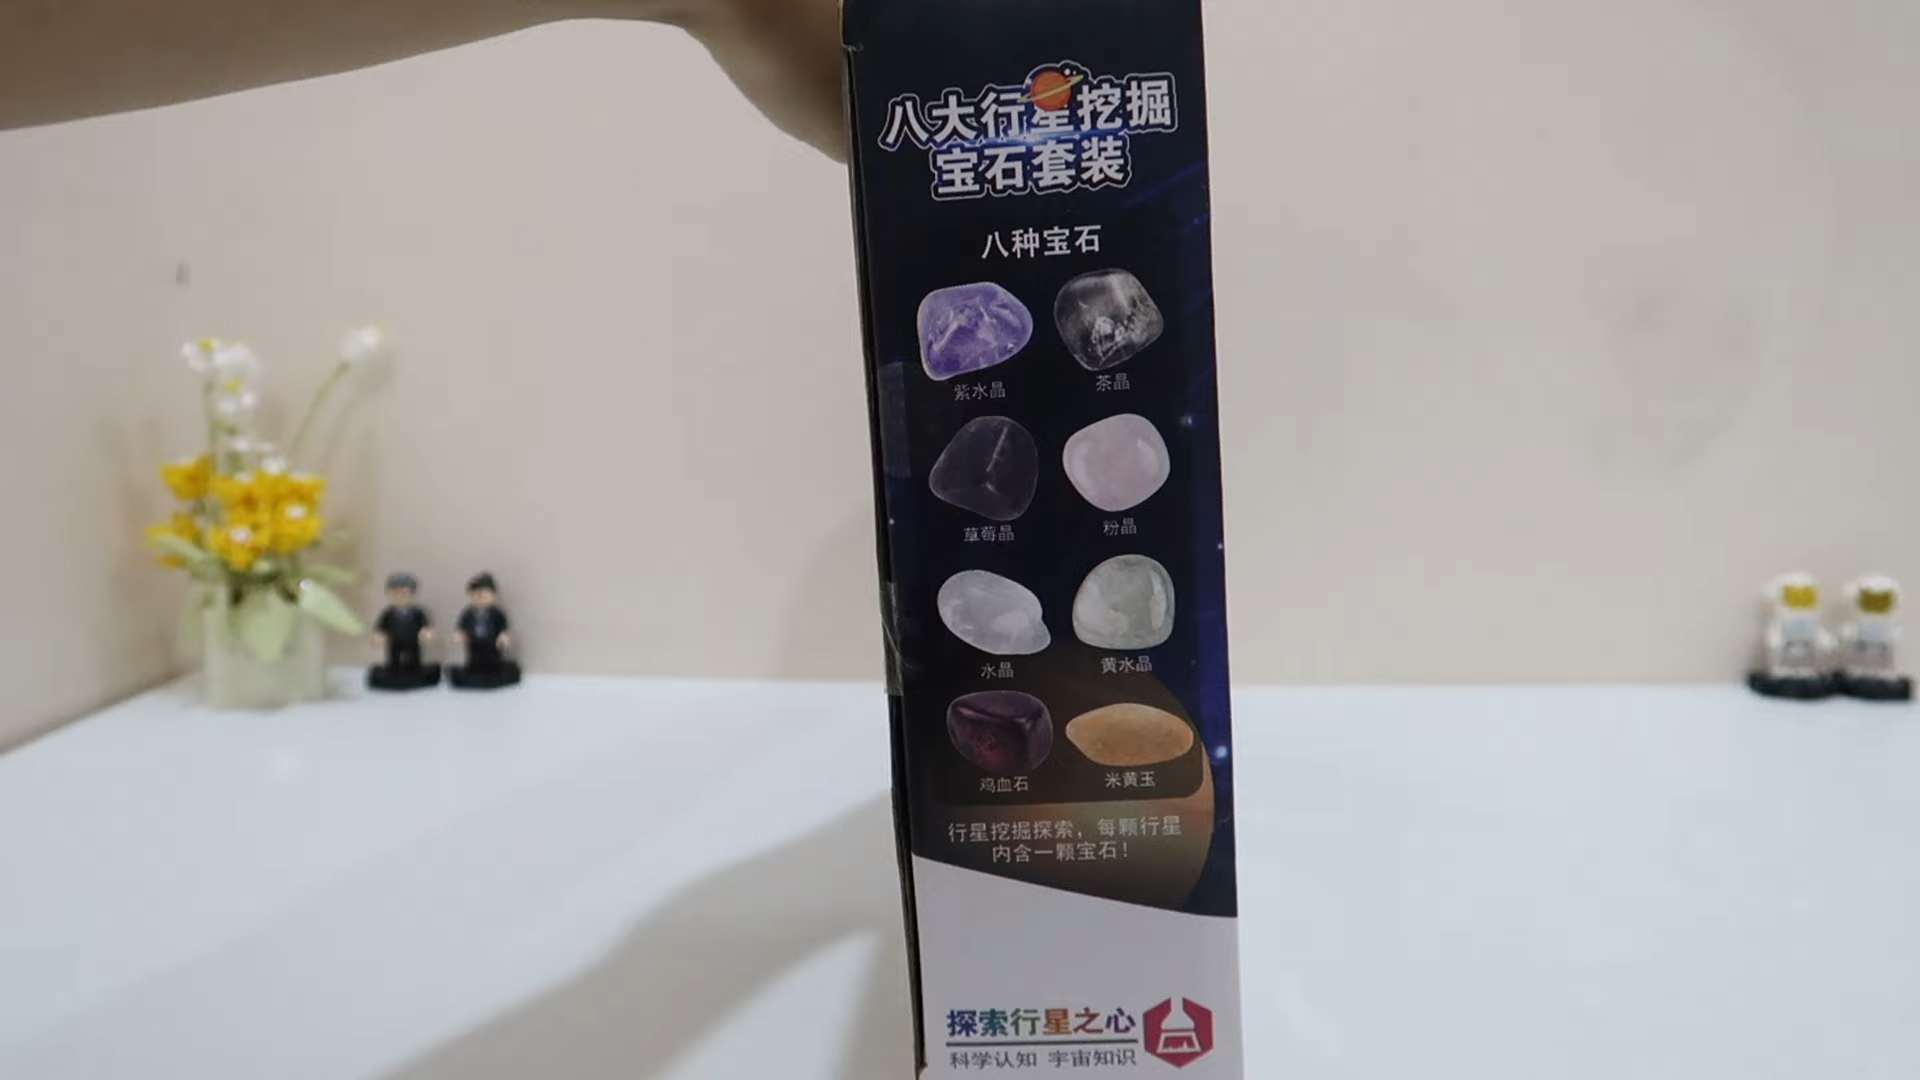 八大行星挖掘
宝石套装
八种宝石
紫水晶
茶晶
草莓晶
粉晶
水晶
黄水晶
鸡血石
米黄玉
行星挖掘探索，每颗行星
内含一颗宝石！
探索行星之心
科学认知 宇宙知识